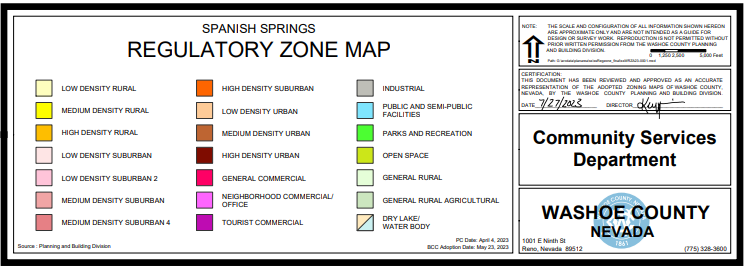 SPANISH SPRINGS
REGULATORY ZONE MAP
LOW DENSITY RURAL
MEDIUM DENSITY RURAL
HIGH DENSITY RURAL
LOW DENSITY SUBURBAN
LOW DENSITY SUBURBAN 2
MEDIUM DENSITY SUBURBAN
MEDIUM DENSITY SUBURBAN 4
HIGH DENSITY SUBURBAN
LOW DENSITY URBAN
MEDIUM DENSITY URBAN
HIGH DENSITY URBAN
GENERAL COMMERCIAL
NEIGHBORHOOD COMMERCIAL/
OFFICE
TOURIST COMMERCIAL
INDUSTRIAL
PUBLIC AND SEMI-PUBLIC
FACILITIES
PARKS AND RECREATION
OPEN SPACE
GENERAL RURAL
GENERAL RURAL AGRICULTURAL
DRY LAKE/
WATER BODY
Source : Planning and Building Division
PC Date: April 4, 2023
BCC Adoption Date: May 23, 2023
NOTE: THE SCALE AND CONFIGURATION OF ALL INFORMATION SHOWN HEREON
ARE APPROXIMATE ONLY AND ARE NOT INTENDED AS A GUIDE FOR
DESIGN OR SURVEY WORK. REPRODUCTION IS NOT PERMITTED WITHOUT
PRIOR WRITTEN PERMISSION FROM THE WASHOE COUNTY PLANNING
AND BUILDING DIVISION.
0 1,250 2,500 5,000 Feet
CERTIFICATION:
THIS DOCUMENT HAS BEEN REVIEWED AND APPROVED AS AN ACCURATE
REPRESENTATION OF THE ADOPTED ZONING MAPS OF WASHOE COUNTY,
NEVADA, BY THE WASHOE COUNTY PLANNING AND BUILDING DIVISION.
DATE 7/27/2023 DIRECTOR
Community Services
Department
WASHOE COUNTY
NEVADA
1861
1001 E Ninth St
Reno, Nevada 89512
(775) 328-3600